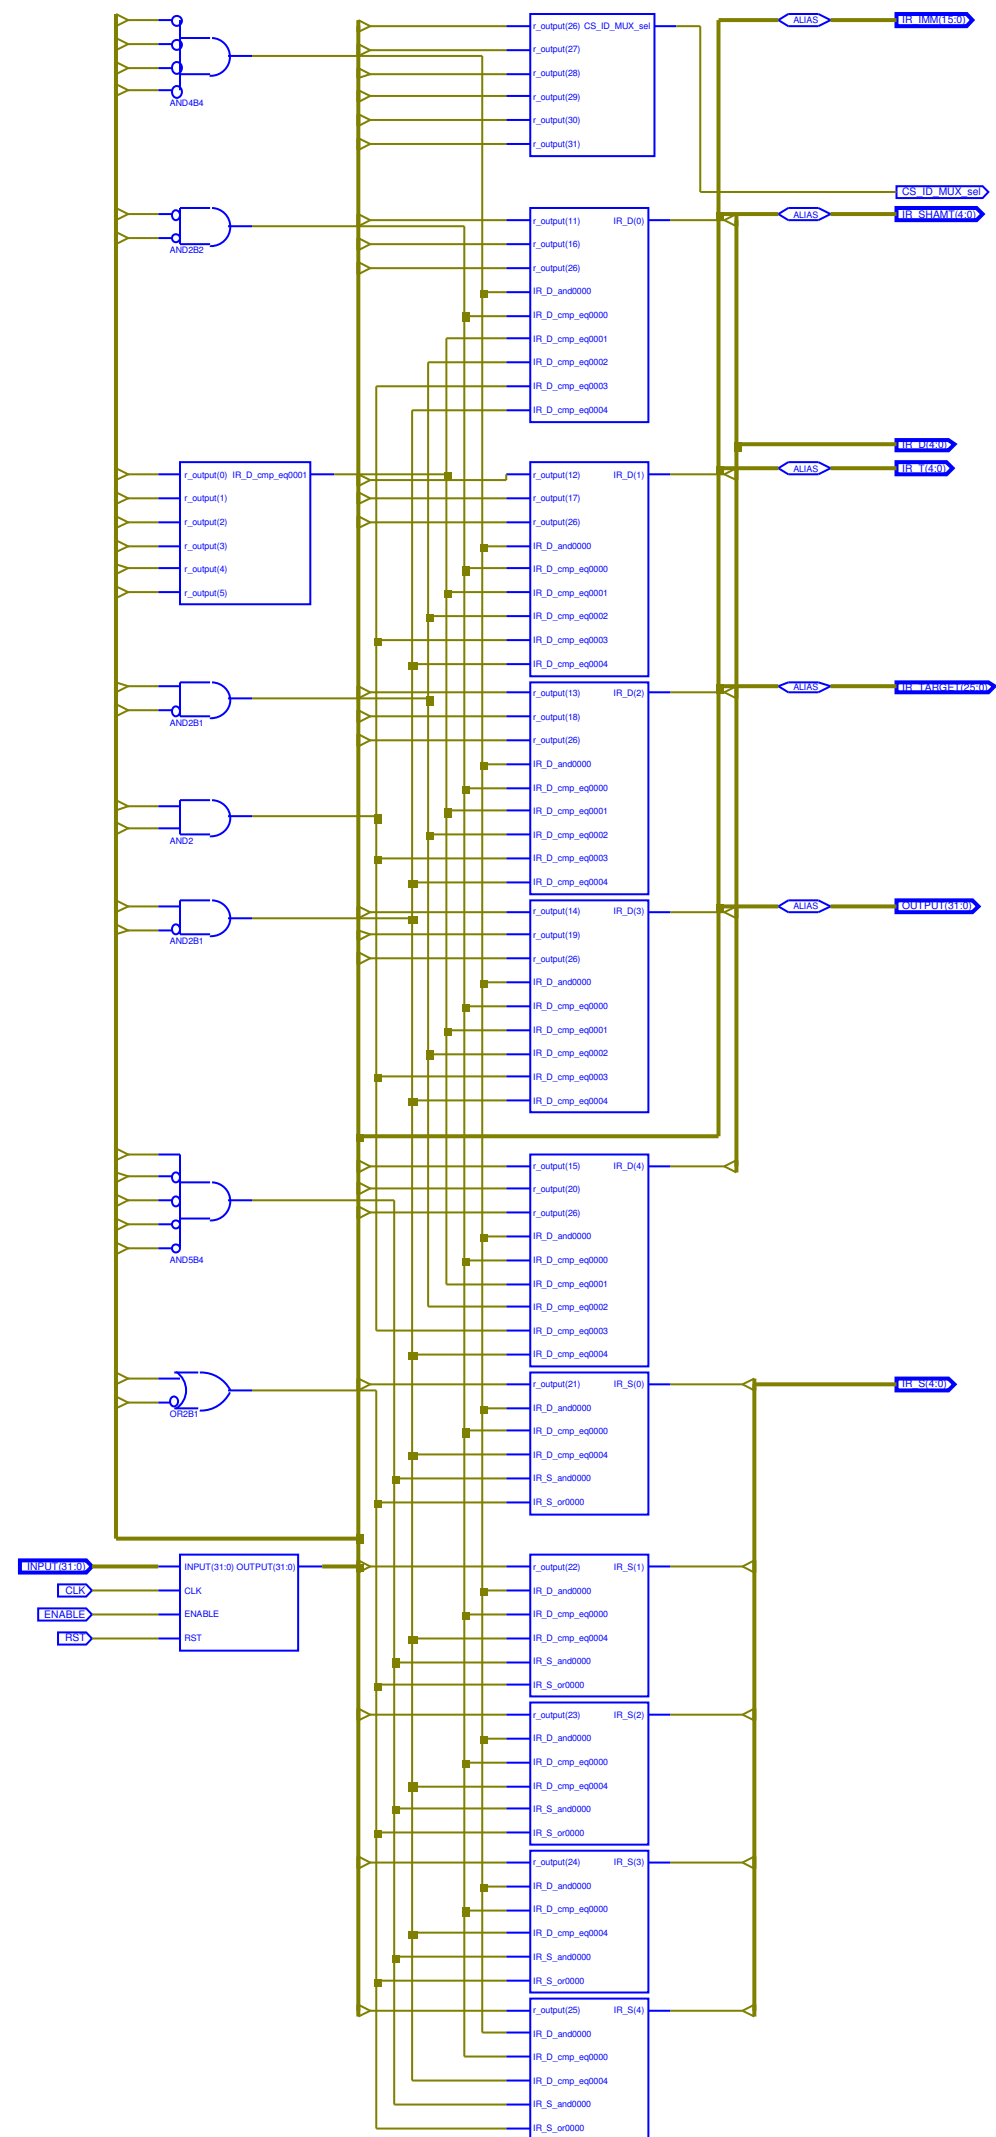 r_output(26) CS_ID_MUX_sel
r_output(27)
r_output(28)
r_output(29)
r_output(30)
r_output(31)
ALIAS
IR_IMM(15:0)
AND4B4
CS_ID_MUX_sel
ALIAS
IR_SHAMT(4:0)
AND2B2
r_output(11) IR_D(0)
r_output(16)
r_output(26)
IR_D_and0000
IR_D_cmp_eq0000
IR_D_cmp_eq0001
IR_D_cmp_eq0002
IR_D_cmp_eq0003
IR_D_cmp_eq0004
IR_D(4:0)
ALIAS
IR_T(4:0)
r_output(0) IR_D_cmp_eq0001
r_output(1)
r_output(2)
r_output(3)
r_output(4)
r_output(5)
r_output(12) IR_D(1)
r_output(17)
r_output(26)
IR_D_and0000
IR_D_cmp_eq0000
IR_D_cmp_eq0001
IR_D_cmp_eq0002
IR_D_cmp_eq0003
IR_D_cmp_eq0004
ALIAS
IR_TARGET(25:0)
AND2B1
r_output(13) IR_D(2)
r_output(18)
r_output(26)
IR_D_and0000
IR_D_cmp_eq0000
IR_D_cmp_eq0001
IR_D_cmp_eq0002
IR_D_cmp_eq0003
IR_D_cmp_eq0004
AND2
ALIAS
OUTPUT(31:0)
AND2B1
r_output(14) IR_D(3)
r_output(19)
r_output(26)
IR_D_and0000
IR_D_cmp_eq0000
IR_D_cmp_eq0001
IR_D_cmp_eq0002
IR_D_cmp_eq0003
IR_D_cmp_eq0004
AND5B4
r_output(15) IR_D(4)
r_output(20)
r_output(26)
IR_D_and0000
IR_D_cmp_eq0000
IR_D_cmp_eq0001
IR_D_cmp_eq0002
IR_D_cmp_eq0003
IR_D_cmp_eq0004
OR2B1
r_output(21) IR_S(0)
IR_D_and0000
IR_D_cmp_eq0000
IR_D_cmp_eq0004
IR_S_and0000
IR_S_or0000
IR_S(4:0)
INPUT(31:0)
CLK
ENABLE
RST
INPUT(31:0) OUTPUT(31:0)
CLK
ENABLE
RST
r_output(22) IR_S(1)
IR_D_and0000
IR_D_cmp_eq0000
IR_D_cmp_eq0004
IR_S_and0000
IR_S_or0000
r_output(23) IR_S(2)
IR_D_and0000
IR_D_cmp_eq0000
IR_D_cmp_eq0004
IR_S_and0000
IR_S_or0000
r_output(24) IR_S(3)
IR_D_and0000
IR_D_cmp_eq0000
IR_D_cmp_eq0004
IR_S_and0000
IR_S_or0000
r_output(25) IR_S(4)
IR_D_and0000
IR_D_cmp_eq0000
IR_D_cmp_eq0004
IR_S_and0000
IR_S_or0000